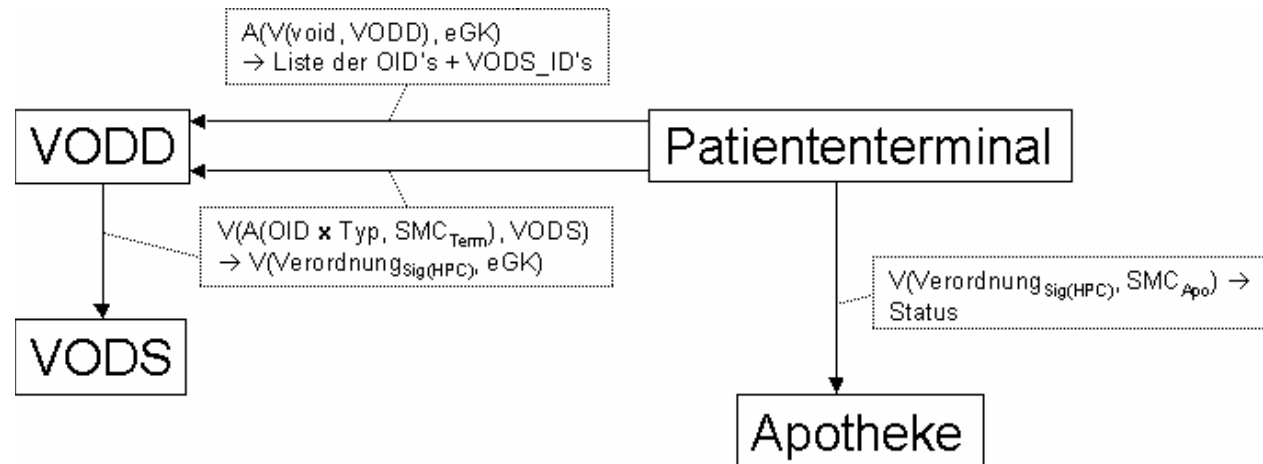 A(V(void, VODD), eGK)
→ Liste der OID's + VODS_ID's
VODD
Patiententerminal
V(A(OID x Typ, SMCTerm), VODS)
→ V(VerordnungSig(HPC), eGK)
V(VerordnungSig(HPC), SMCApo) →
Status
VODS
Apotheke